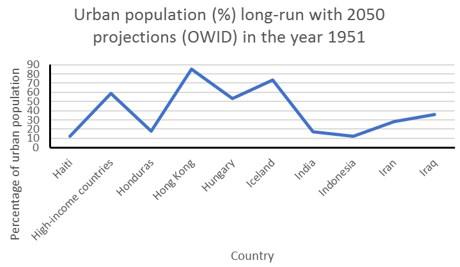 Urban population (%) long-run with 2050
projections (OWID) in the year 1951
Percentage of urban population
90
80
70
60
50
40
30
20
10
0
Haiti
High-income countries
Honduras
Hong Kong
Hungary
Iceland
India
Indonesia
Iran
Iraq
Country